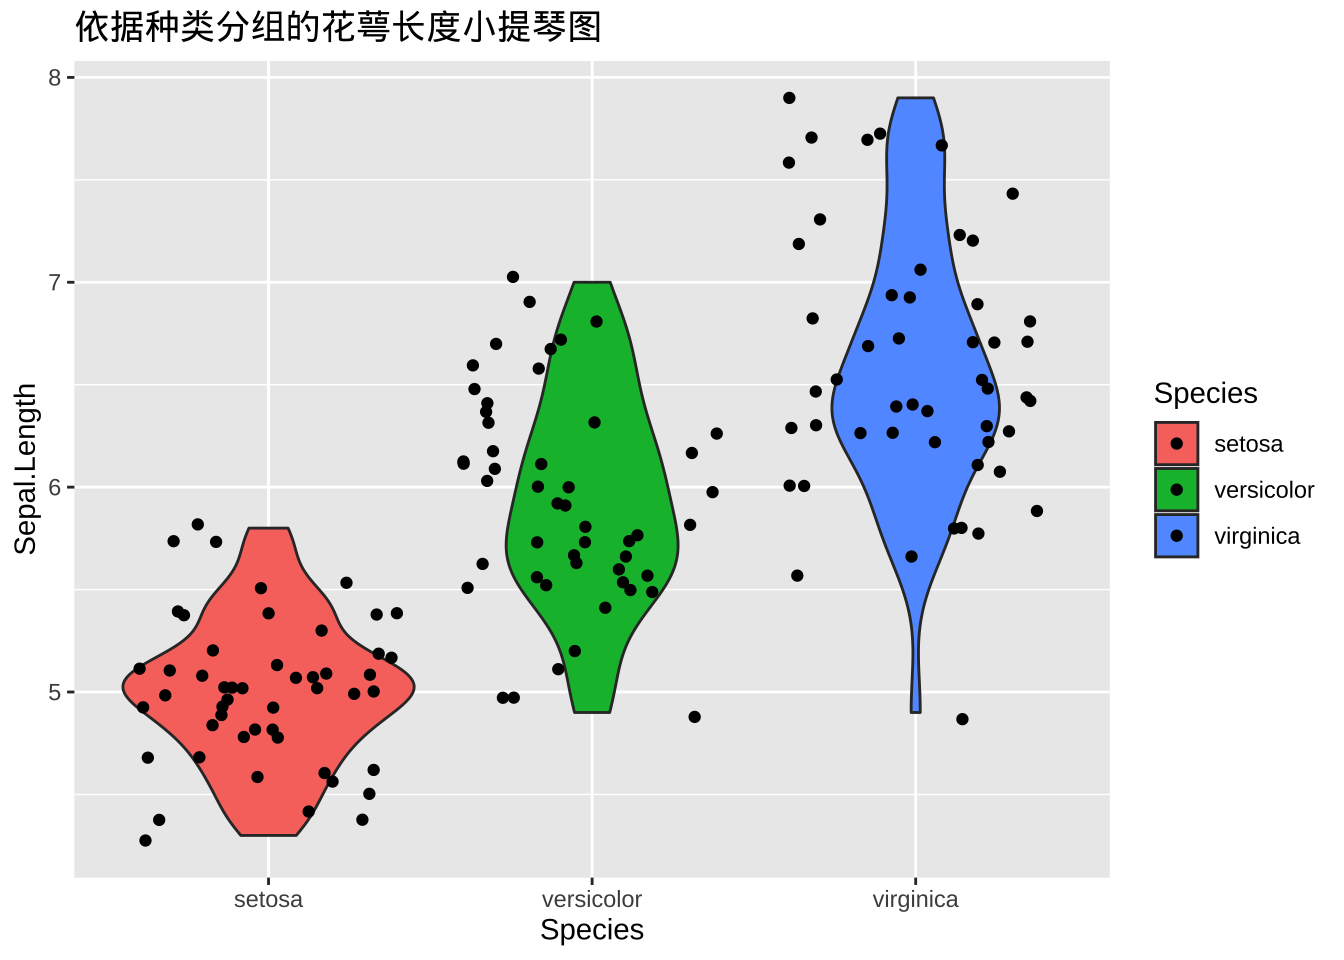 依据种类分组的花萼长度小提琴图
8
7
6
5
Sepal.Length
setosa
versicolor
virginica
Species
Species
setosa
versicolor
virginica